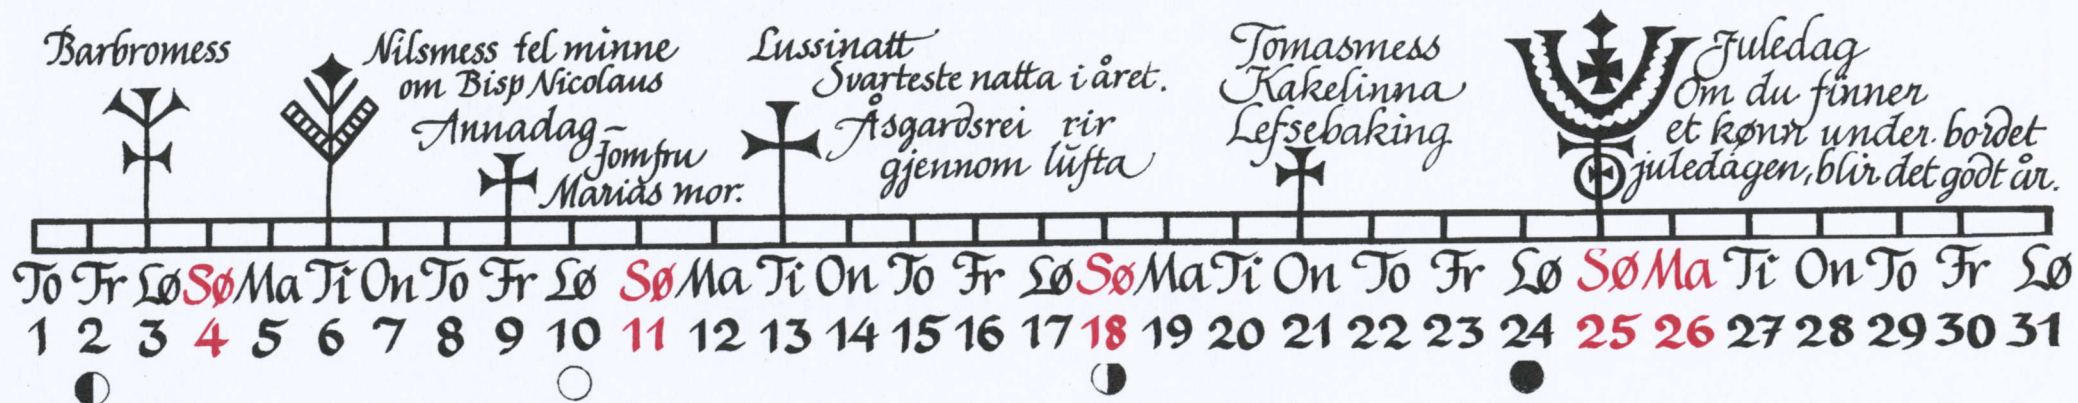 Barbromess
Nilsmess tel minne
om Bisp Nicolaus
Annadag-
Jomfru
Marias mor.
Lussinatt
Svarteste natta i året.
Åsgardsrei rir
gjennom lufta
Tomasmess
Kakelinna
Lefsebaking
Juledag
Om du finner
et kønn under bordet
juledagen, blir det godt år.
To Fr Lø Sø Ma Ti On To Fr Lø Sø Ma Ti On To Fr Lø Sø Ma Ti On To Fr Lø Sø Ma Ti On To Fr Lø
1 2 3 4 5 6 7 8 9 10 11 12 13 14 15 16 17 18 19 20 21 22 23 24 25 26 27 28 29 30 31